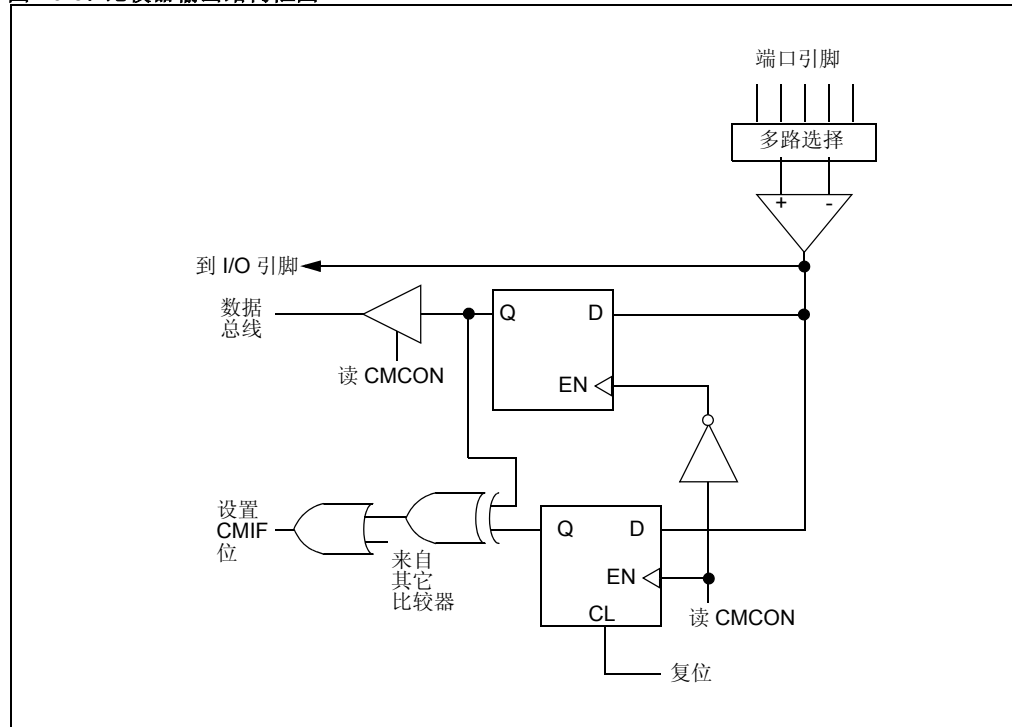 端口引脚
多路选择
+ -
到 I/O 引脚
数据
总线
Q D
EN
读 CMCON
设置
CMIF
位
来自
其它
比较器
Q D
EN
CL
读 CMCON
复位